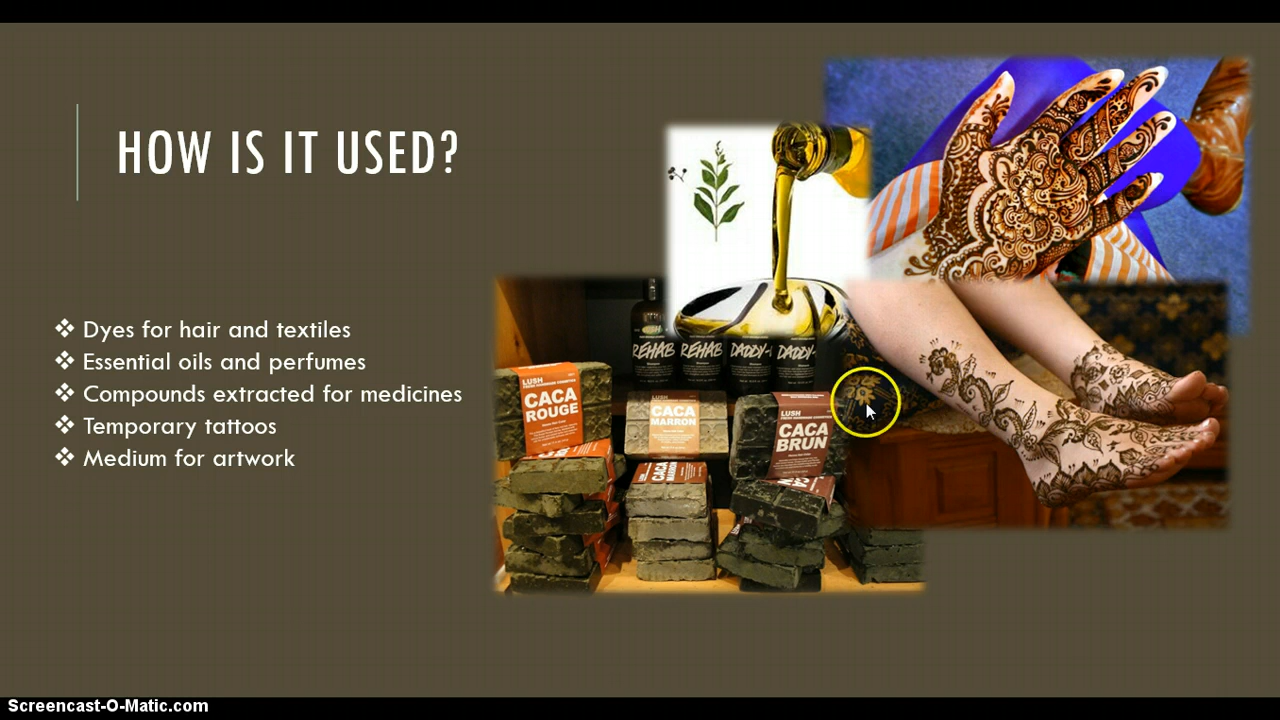 HOW IS IT USED?
Dyes for hair and textiles
Essential oils and perfumes
Compounds extracted for medicines
Temporary tattoos
Medium for artwork
REHAB
REHAB
DADDY-
DADDY-
LUSH
CACA
ROUGE
LUSH
CACA
MARRON
LUSH
CACA
BRUN
CACA
MARRON
Screencast-O-Matic.com